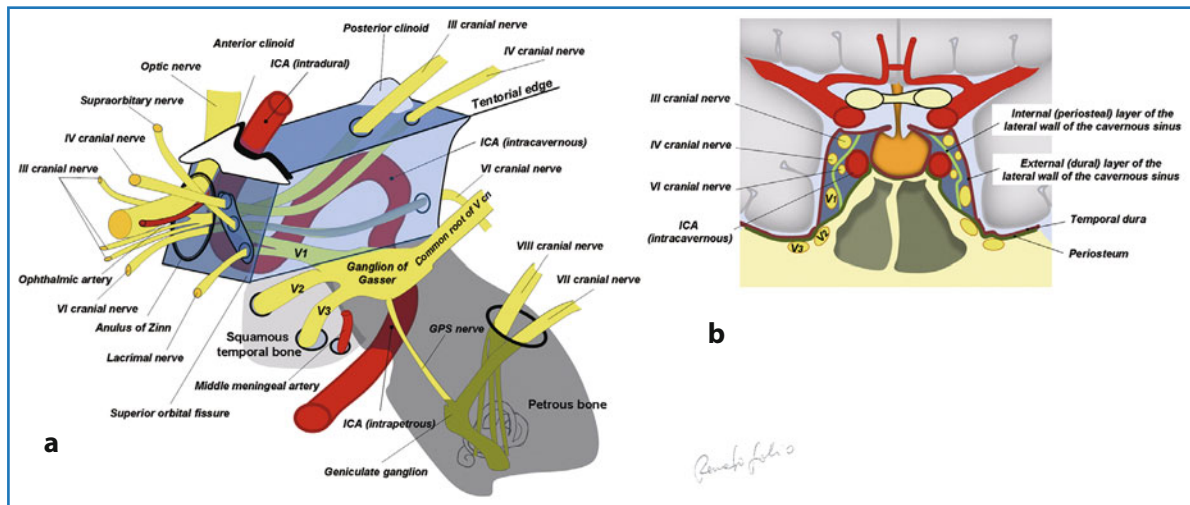 Posterior clinoid
III cranial nerve
IV cranial nerve
Anterior clinoid
ICA (intradural)
Optic nerve
Supraorbitary nerve
Tentorial edge
IV cranial nerve
ICA (intracavernous)
III cranial nerve
VI cranial nerve
Common root of V cn
V1
VIII cranial nerve
Ganglion of
Gasser
Ophthalmic artery
V2
VII cranial nerve
VI cranial nerve
V3
Anulus of Zinn
GPS nerve
Squamous
temporal bone
Lacrimal nerve
Middle meningeal artery
Petrous bone
Superior orbital fissure
ICA (intrapetrous)
a
Geniculate ganglion
III cranial nerve
Internal (periosteal) layer of the
lateral wall of the cavernous sinus
IV cranial nerve
External (dural) layer of the
lateral wall of the cavernous sinus
VI cranial nerve
V1
ICA
(intracavernous)
Temporal dura
V2
V3
Periosteum
b